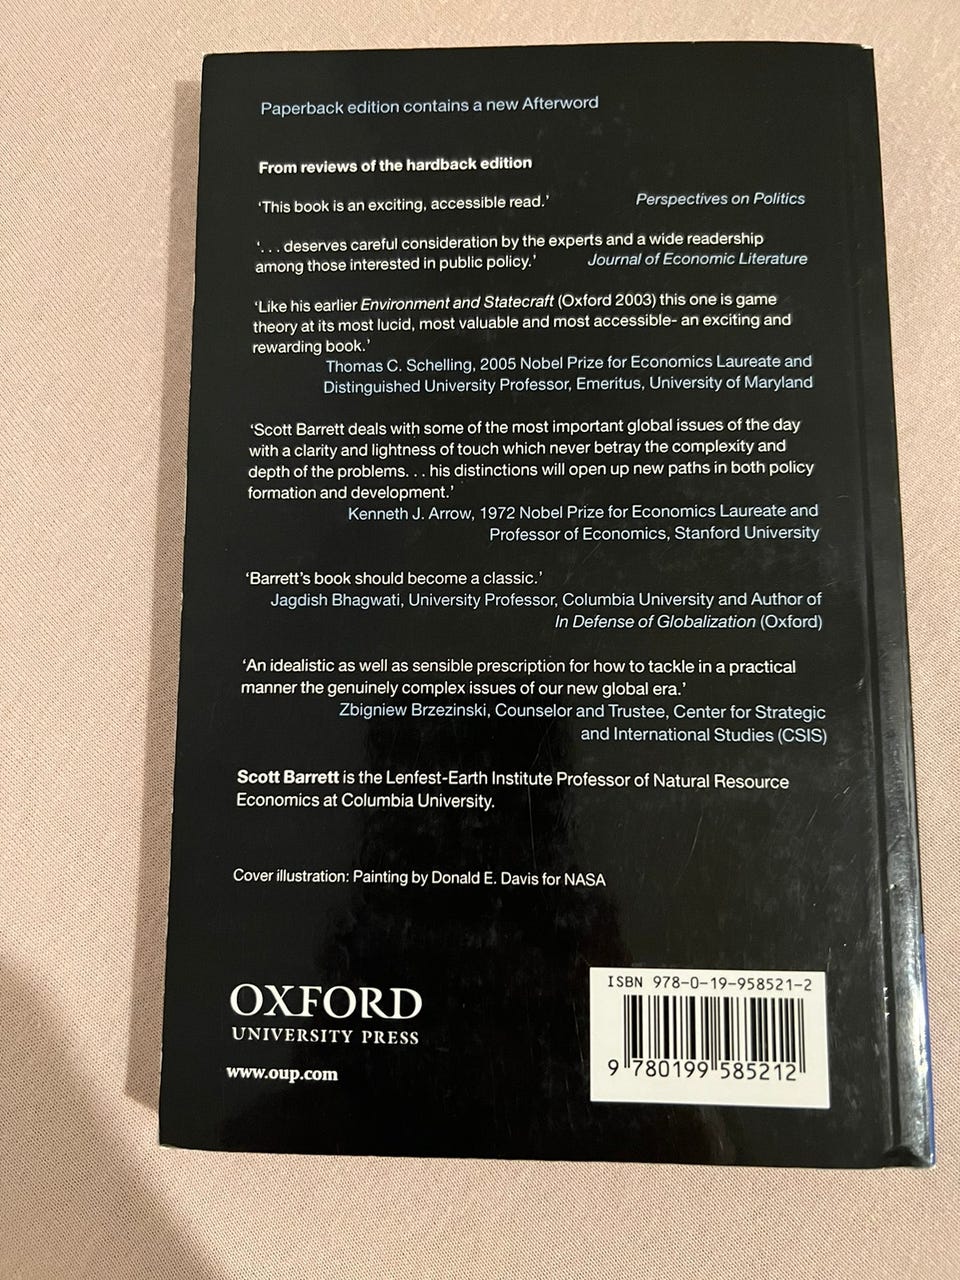 Paperback edition contains a new Afterword
From reviews of the hardback edition
‘This book is an exciting, accessible read.’ Perspectives on Politics
‘. . . deserves careful consideration by the experts and a wide readership
among those interested in public policy.’ Journal of Economic Literature
‘Like his earlier Environment and Statecraft (Oxford 2003) this one is game
theory at its most lucid, most valuable and most accessible- an exciting and
rewarding book.’
Thomas C. Schelling, 2005 Nobel Prize for Economics Laureate and
Distinguished University Professor, Emeritus, University of Maryland
‘Scott Barrett deals with some of the most important global issues of the day
with a clarity and lightness of touch which never betray the complexity and
depth of the problems. . . his distinctions will open up new paths in both policy
formation and development.’
Kenneth J. Arrow, 1972 Nobel Prize for Economics Laureate and
Professor of Economics, Stanford University
‘Barrett’s book should become a classic.’
Jagdish Bhagwati, University Professor, Columbia University and Author of
In Defense of Globalization (Oxford)
‘An idealistic as well as sensible prescription for how to tackle in a practical
manner the genuinely complex issues of our new global era.’
Zbigniew Brzezinski, Counselor and Trustee, Center for Strategic
and International Studies (CSIS)
Scott Barrett is the Lenfest-Earth Institute Professor of Natural Resource
Economics at Columbia University.
Cover illustration: Painting by Donald E. Davis for NASA
OXFORD
UNIVERSITY PRESS
www.oup.com
ISBN 978-0-19-958521-2
9 780199 585212